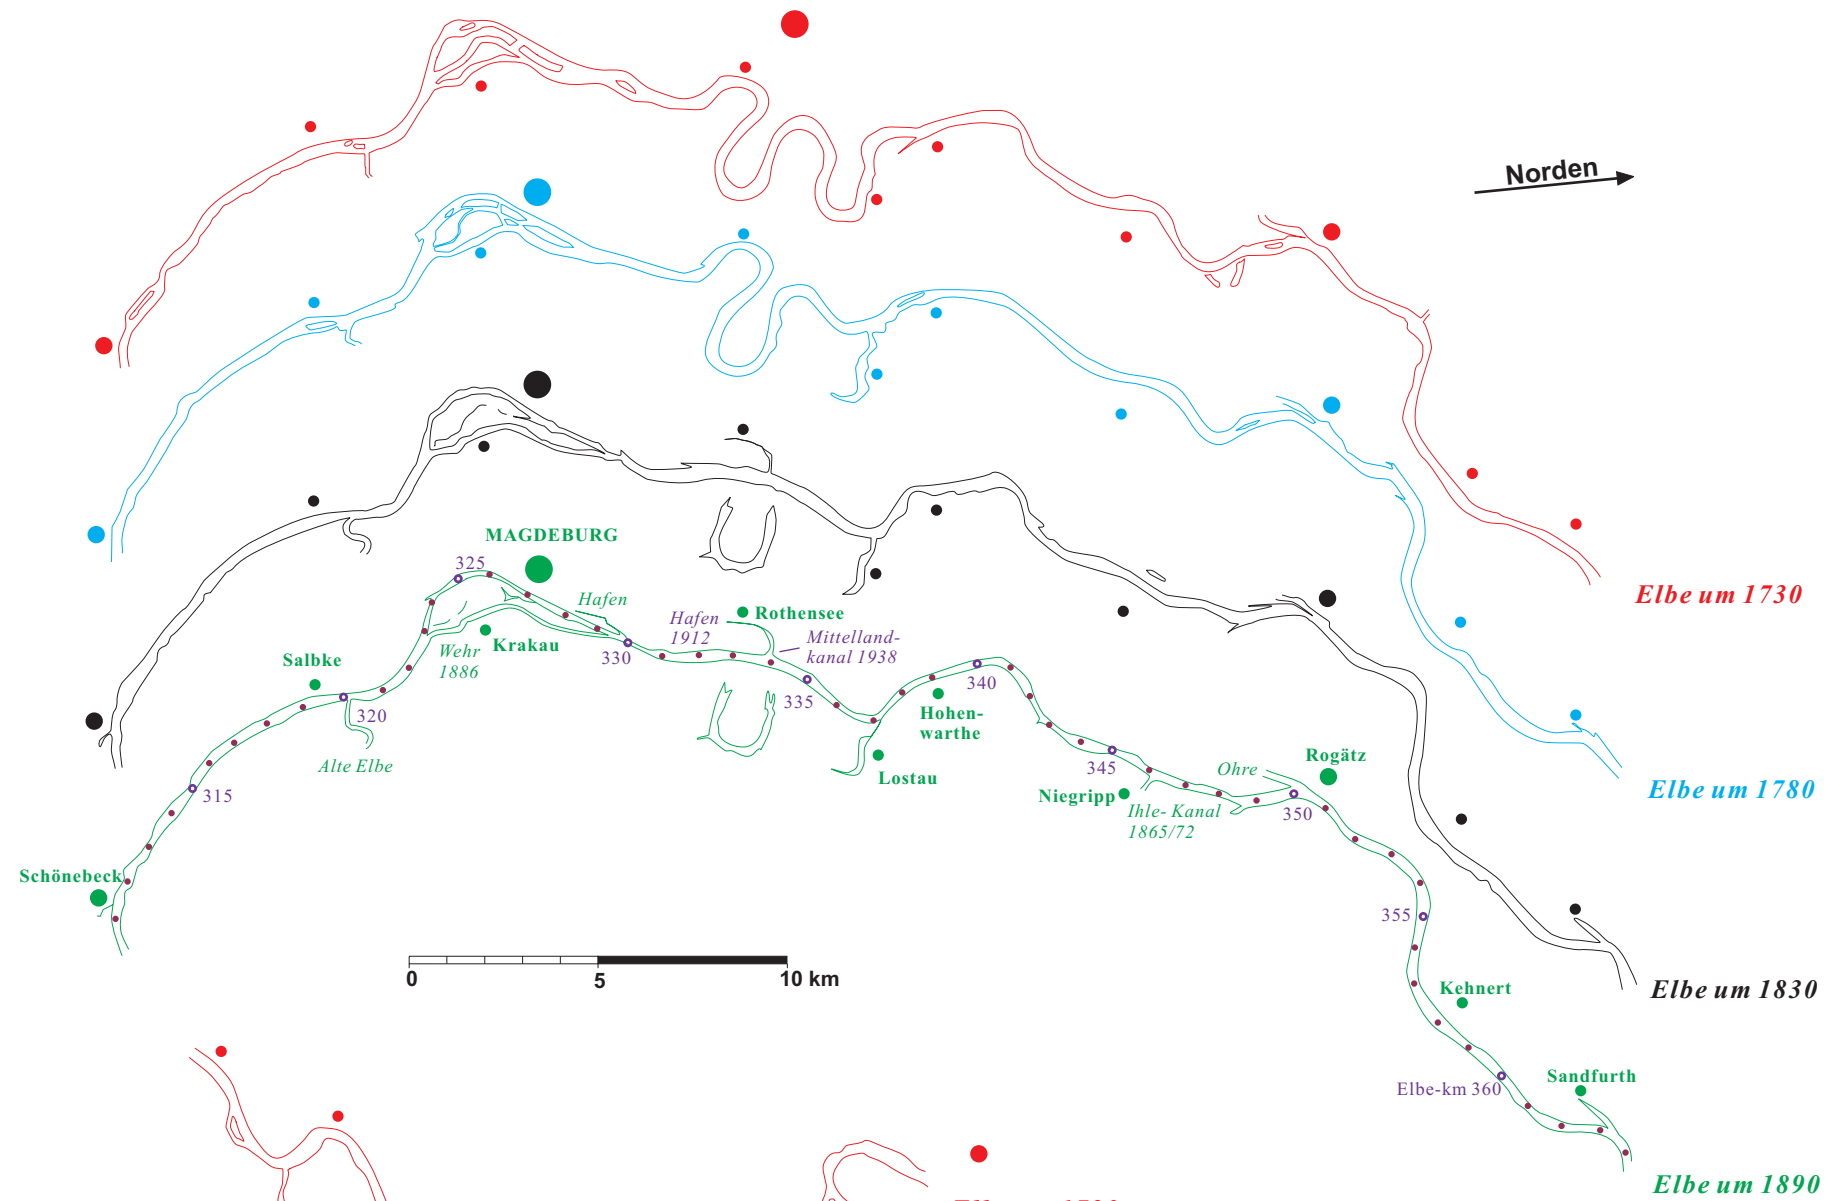 Norden
Elbe um 1730
MAGDEBURG
325
Hafen
Hafen
1912
Rothensee
Mittelland-
kanal 1938
Wehr
1886
Krakau
330
Salbke
320
335
340
Hohen-
warthe
Alte Elbe
Lostau
315
345
Niegripp
Ihle- Kanal
1865/72
Ohre
Rogätz
350
Elbe um 1780
Schönebeck
355
0
5
10 km
Kehnert
Elbe um 1830
Elbe-km 360
Sandfurth
Elbe um 1890